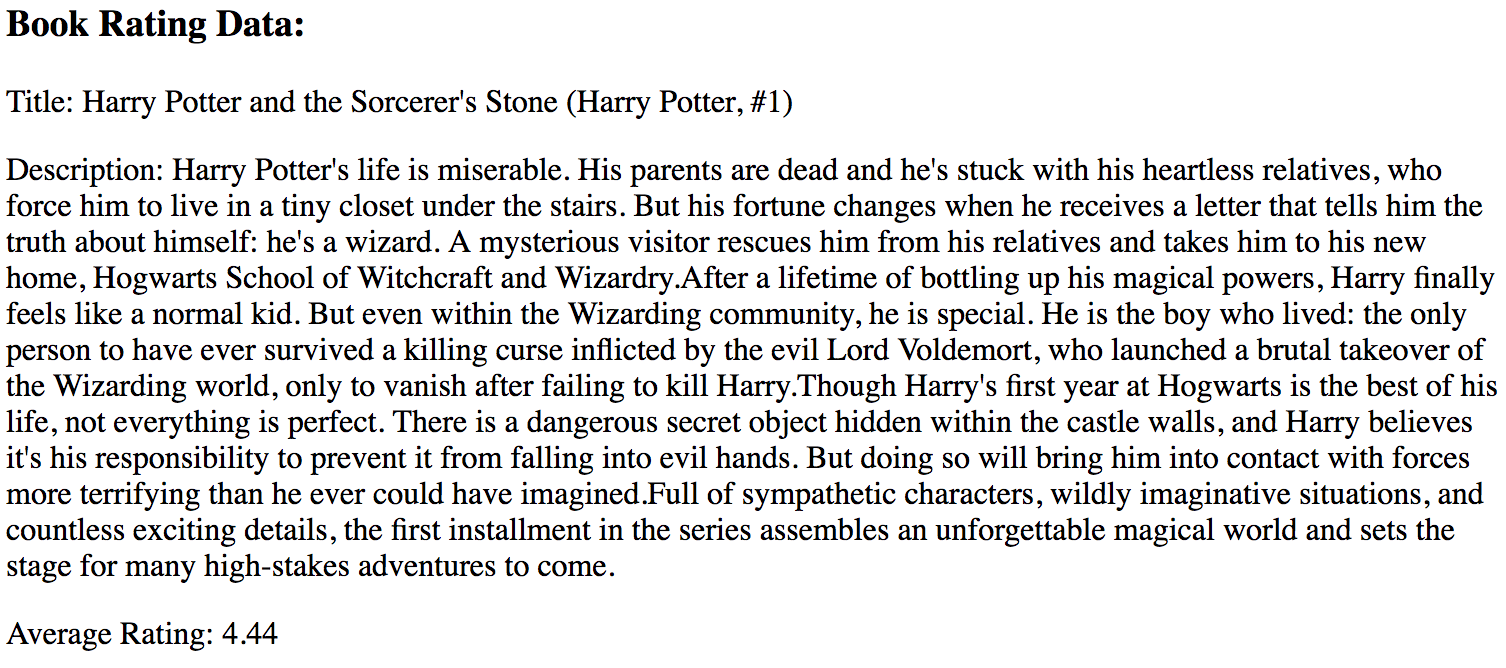 Book Rating Data:
Title: Harry Potter and the Sorcerer's Stone (Harry Potter, #1)
Description: Harry Potter's life is miserable. His parents are dead and he's stuck with his heartless relatives, who
force him to live in a tiny closet under the stairs. But his fortune changes when he receives a letter that tells him the
truth about himself: he's a wizard. A mysterious visitor rescues him from his relatives and takes him to his new
home, Hogwarts School of Witchcraft and Wizardry.After a lifetime of bottling up his magical powers, Harry finally
feels like a normal kid. But even within the Wizarding community, he is special. He is the boy who lived: the only
person to have ever survived a killing curse inflicted by the evil Lord Voldemort, who launched a brutal takeover of
the Wizarding world, only to vanish after failing to kill Harry.Though Harry's first year at Hogwarts is the best of his
life, not everything is perfect. There is a dangerous secret object hidden within the castle walls, and Harry believes
it's his responsibility to prevent it from falling into evil hands. But doing so will bring him into contact with forces
more terrifying than he ever could have imagined.Full of sympathetic characters, wildly imaginative situations, and
countless exciting details, the first installment in the series assembles an unforgettable magical world and sets the
stage for many high-stakes adventures to come.
Average Rating: 4.44